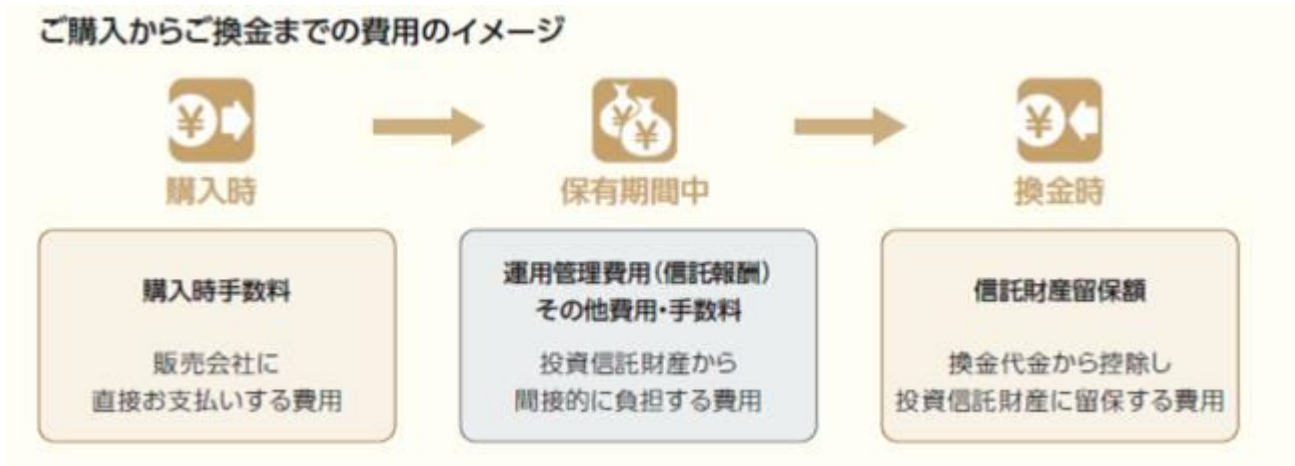 ご購入からご換金までの費用のイメージ
¥
購入時
購入時手数料
販売会社に
直接お支払いする費用
¥ ¥
保有期間中
運用管理費用(信託報酬)
その他費用・手数料
投資信託財産から
間接的に負担する費用
¥
換金時
信託財産留保額
換金代金から控除し
投資信託財産に留保する費用